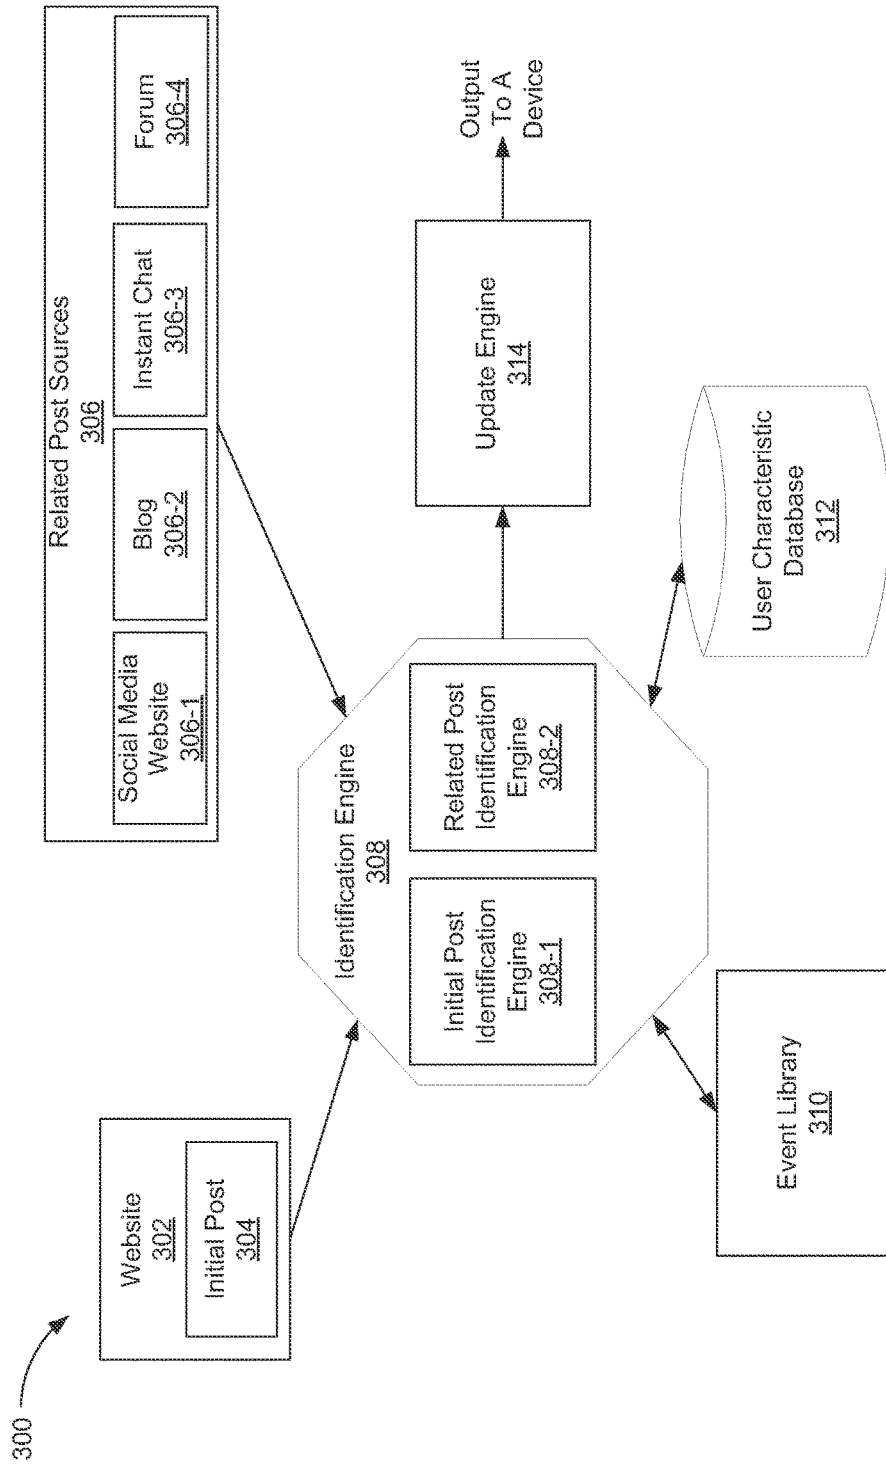 300
Website
302
Initial Post
304
Related Post Sources
306
Social Media
Website
306-1
Blog
306-2
Instant Chat
306-3
Forum
306-4
Identification Engine
308
Initial Post
Identification
Engine
308-1
Related Post
Identification
Engine
308-2
Update Engine
314
Output
To A
Device
Event Library
310
User Characteristic
Database
312